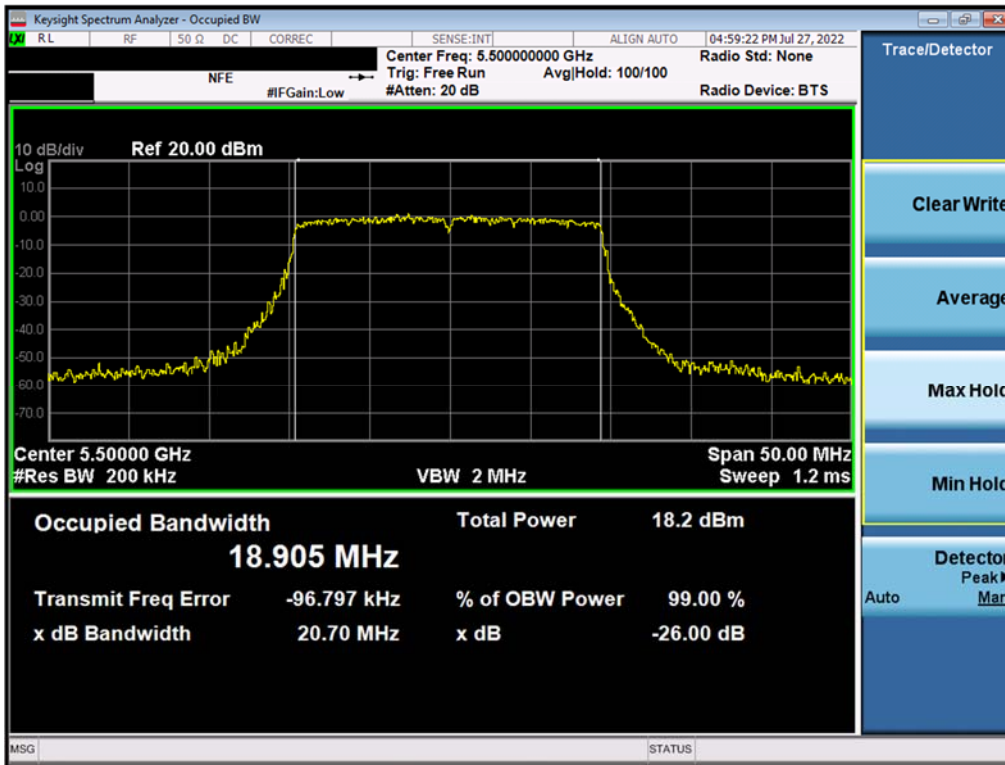 Keysight Spectrum Analyzer - Occupied BW
LXI RL RF 50 Ω DC CORREC SENSE:INT ALIGN AUTO 04:59:22 PM Jul 27, 2022
Center Freq: 5.500000000 GHz Radio Std: None
NFE Trig: Free Run Avg|Hold: 100/100
#IFGain:Low #Atten: 20 dB Radio Device: BTS
10 dB/div Ref 20.00 dBm
Log
10.0
0.00
-10.0
-20.0
-30.0
-40.0
-50.0
60.0
-70.0
Center 5.50000 GHz Span 50.00 MHz
#Res BW 200 kHz VBW 2 MHz Sweep 1.2 ms
Occupied Bandwidth Total Power 18.2 dBm
18.905 MHz
Transmit Freq Error -96.797 kHz % of OBW Power 99.00 %
x dB Bandwidth 20.70 MHz x dB -26.00 dB
MSG STATUS
Trace/Detector
Clear Write
Average
Max Hold
Min Hold
Detector
Peak
Auto Man